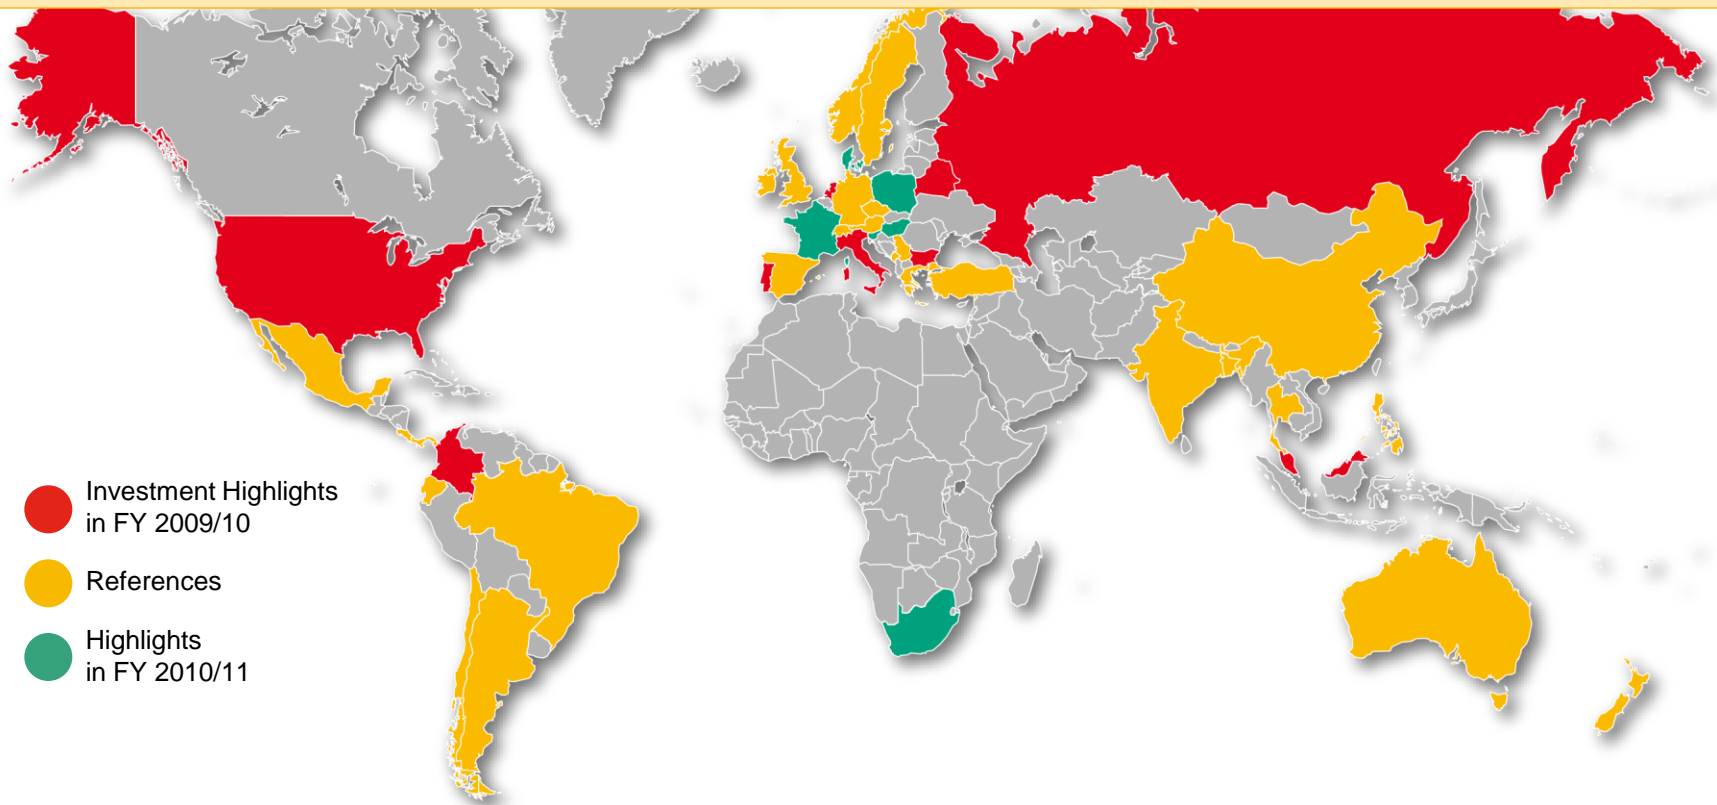 Investment Highlights
in FY 2009/10
References
Highlights
in FY 2010/11